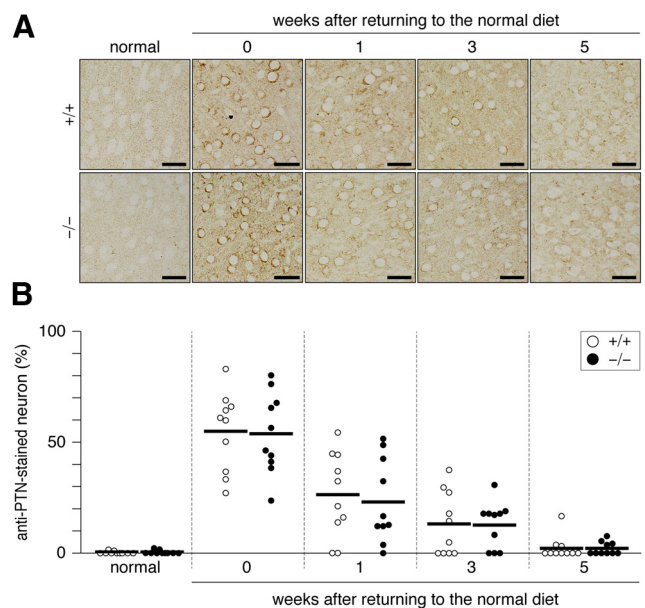 A
weeks after returning to the normal diet
normal 0 1 3 5
+/+
−/−
B
100
50
0
anti-PTN-stained neuron (%)
+/+
−/−
normal 0 1 3 5
weeks after returning to the normal diet